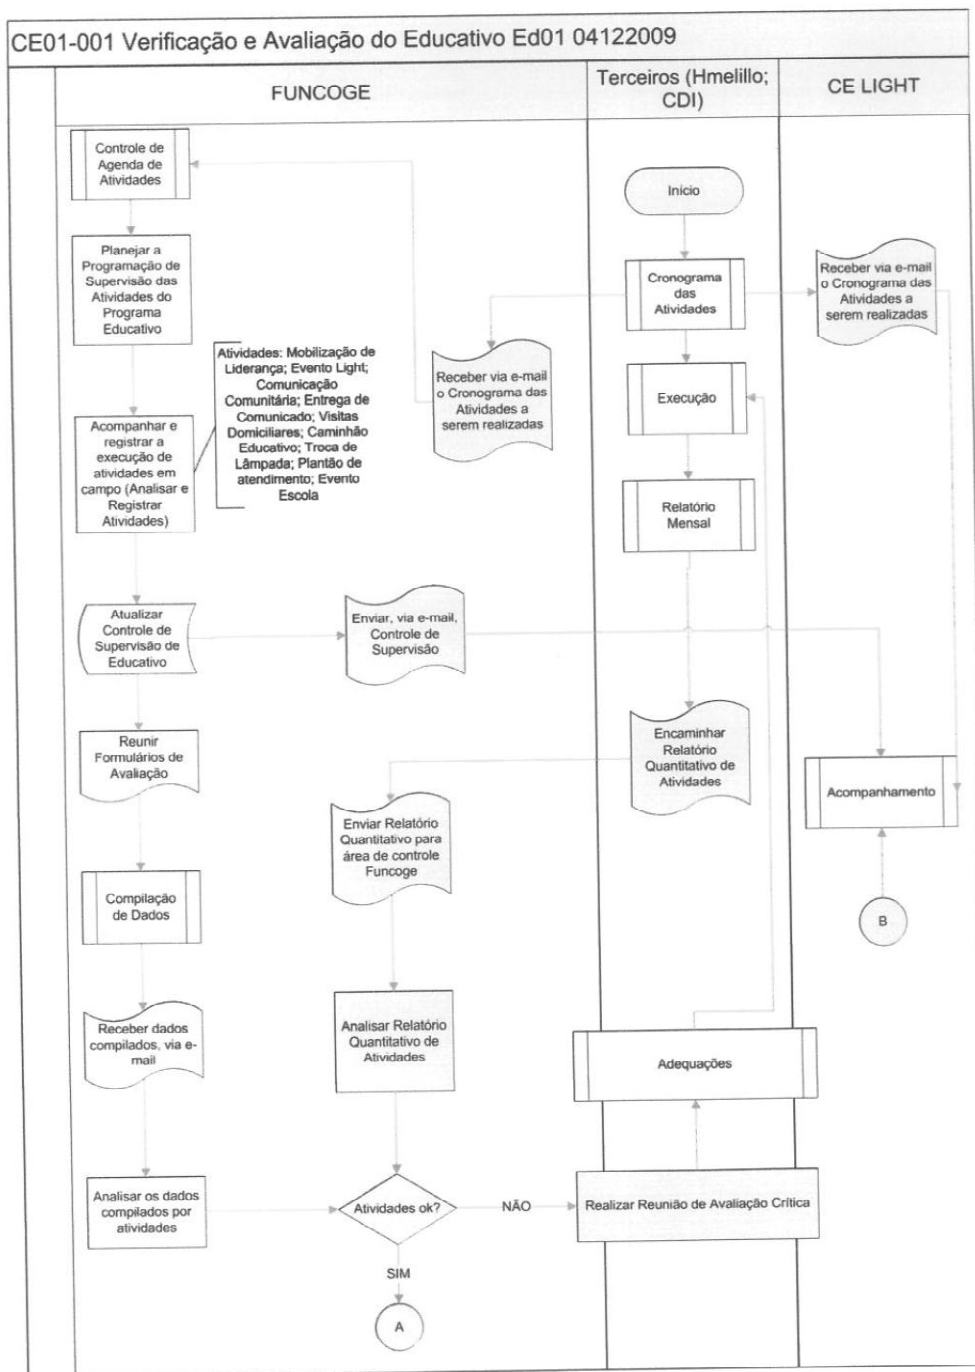 CE01-001 Verificação e Avaliação do Educativo Ed01 04122009
FUNCOGE
Terceiros (Hmelillo;
CDI)
CE LIGHT
Controle de
Agenda de
Atividades
Início
Planejar a
Programação de
Supervisão das
Atividades do
Programa
Educativo
Cronograma
das
Atividades
Receber via e-mail
o Cronograma das
Atividades a
serem realizadas
Atividades: Mobilização de
Liderança; Evento Light;
Comunicação
Comunitária; Entrega de
Comunicado; Visitas
Domiciliares; Caminhão
Educativo; Troca de
Lâmpada; Plantão de
atendimento; Evento
Escola
Receber via e-mail
o Cronograma das
Atividades a
serem realizadas
Execução
Acompanhar e
registrar a
execução de
atividades em
campo (Analisar e
Registrar
Atividades)
Relatório
Mensal
Atualizar
Controle de
Supervisão de
Educativo
Enviar, via e-mail,
Controle de
Supervisão
Reunir
Formulários de
Avaliação
Encaminhar
Relatório
Quantitativo de
Atividades
Acompanhamento
Enviar Relatório
Quantitativo para
área de controle
Funcoge
Compilação
de Dados
B
Receber dados
compilados, via e-
mail
Analisar Relatório
Quantitativo de
Atividades
Adequações
Analisar os dados
compilados por
atividades
Atividades ok?
NÃO
Realizar Reunião de Avaliação Crítica
SIM
A